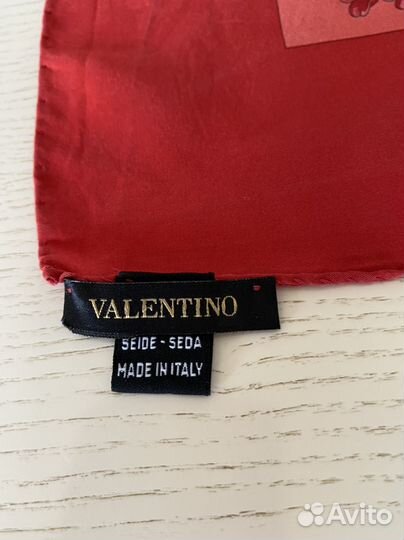 VALENTINO
SEIDE - SEDA
MADE IN ITALY
Avito